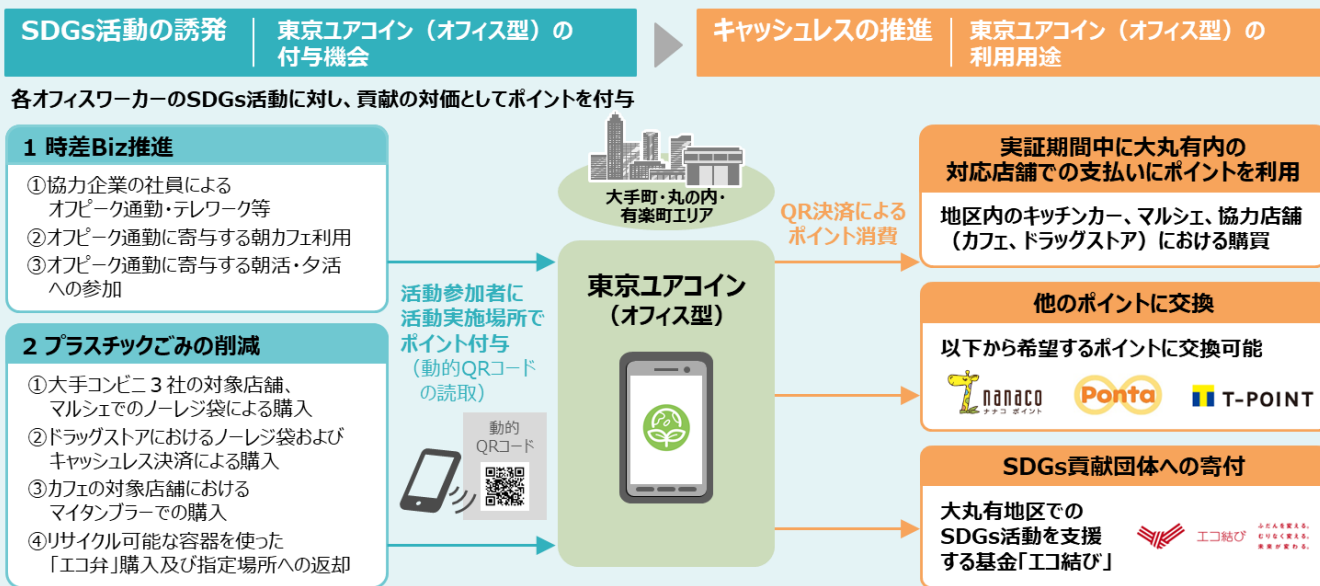 SDGs活動の誘発
東京ユアコイン（オフィス型）の
付与機会
キャッシュレスの推進
東京ユアコイン（オフィス型）の
利用用途
各オフィスワーカーのSDGs活動に対し、貢献の対価としてポイントを付与
1 時差Biz推進
①協力企業の社員による
オフピーク通勤・テレワーク等
②オフピーク通勤に寄与する朝カフェ利用
③オフピーク通勤に寄与する朝活・夕活
への参加
2 プラスチックごみの削減
①大手コンビニ３社の対象店舗、
マルシェでのノーレジ袋による購入
②ドラッグストアにおけるノーレジ袋および
キャッシュレス決済による購入
③カフェの対象店舗における
マイタンブラーでの購入
④リサイクル可能な容器を使った
「エコ弁」購入及び指定場所への返却
活動参加者に
活動実施場所で
ポイント付与
（動的QRコード
の読取）
動的
QRコード
大手町・丸の内・
有楽町エリア
東京ユアコイン
（オフィス型）
QR決済による
ポイント消費
実証期間中に大丸有内の
対応店舗での支払いにポイントを利用
地区内のキッチンカー、マルシェ、協力店舗
（カフェ、ドラッグストア）における購買
他のポイントに交換
以下から希望するポイントに交換可能
nanaco
ナナコ ポイント
Ponta
T-POINT
SDGs貢献団体への寄付
大丸有地区での
SDGs活動を支援
する基金「エコ結び」
エコ結び
ふだんを変える。
むりなく変える。
未来が変わる。